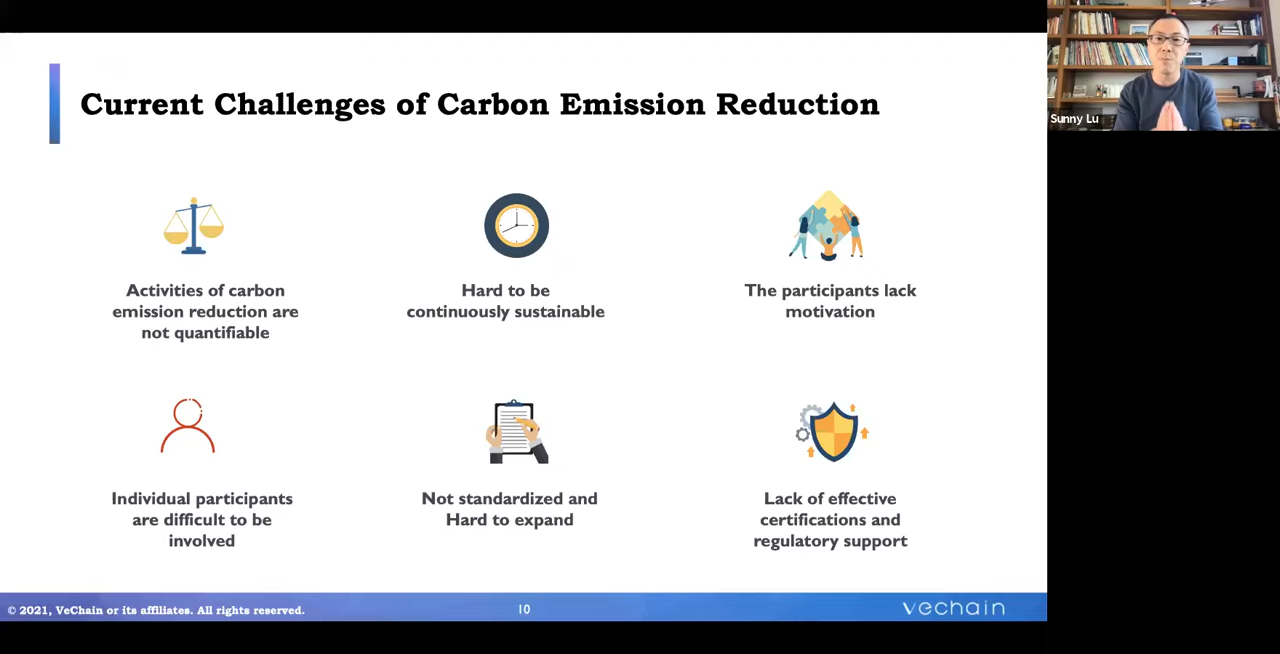 Current Challenges of Carbon Emission Reduction
Sunny Lu
Activities of carbon
emission reduction are
not quantifiable
Hard to be
continuously sustainable
The participants lack
motivation
Individual participants
are difficult to be
involved
Not standardized and
Hard to expand
Lack of effective
certifications and
regulatory support
© 2021, VeChain or its affiliates. All rights reserved.
10
vechain